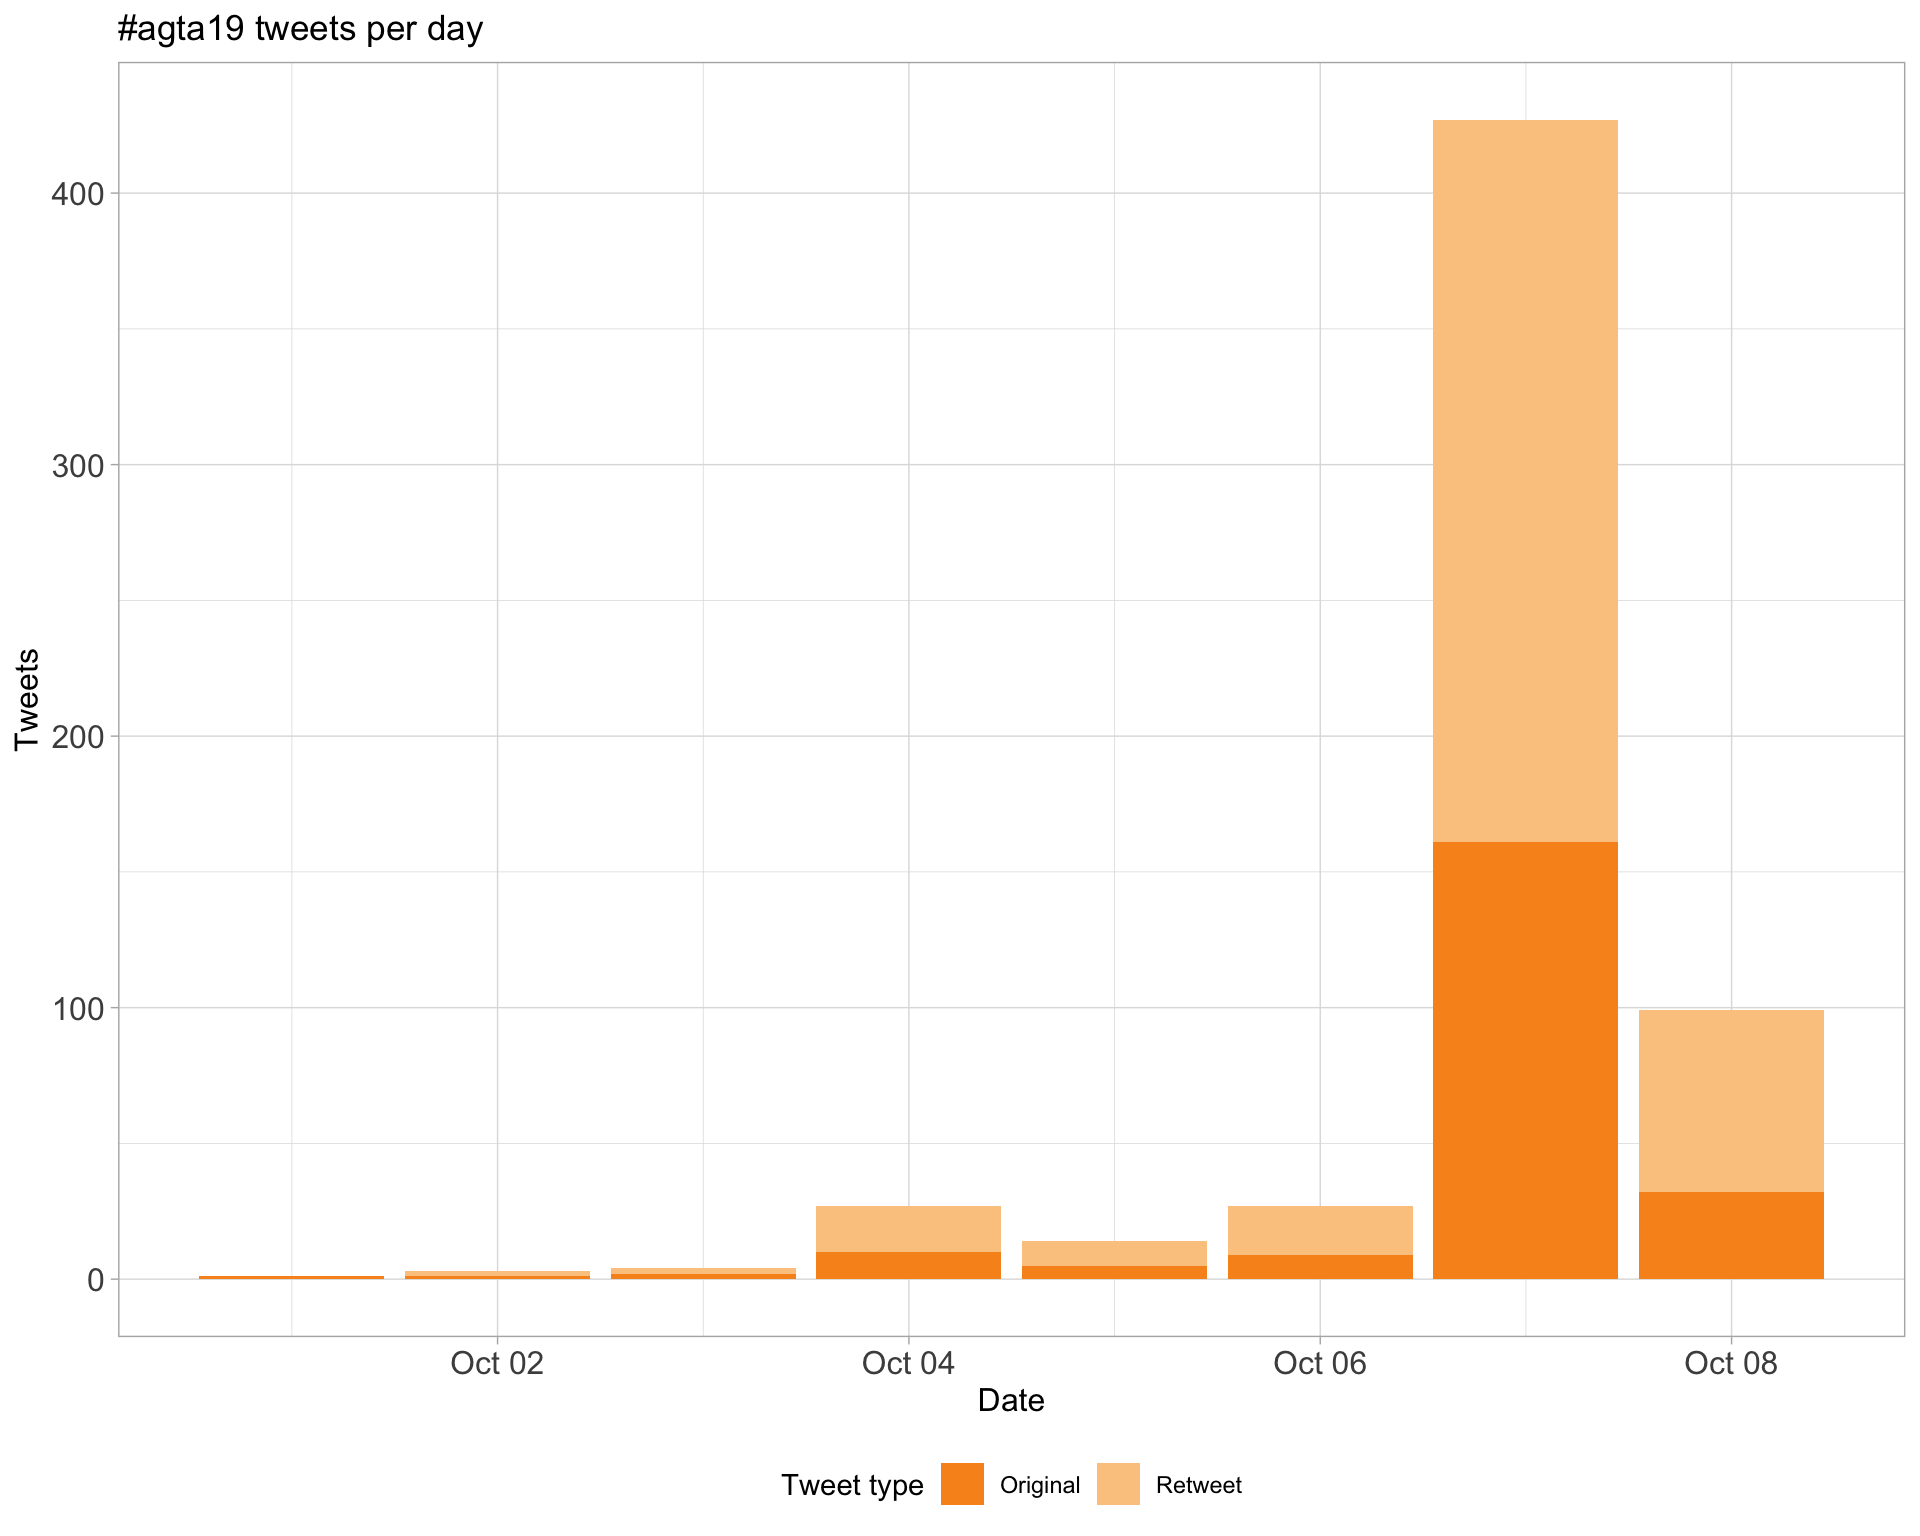 #agta19 tweets per day
Tweets
400
300
200
100
0
Oct 02 Oct 04 Oct 06 Oct 08
Date
Tweet type Original Retweet